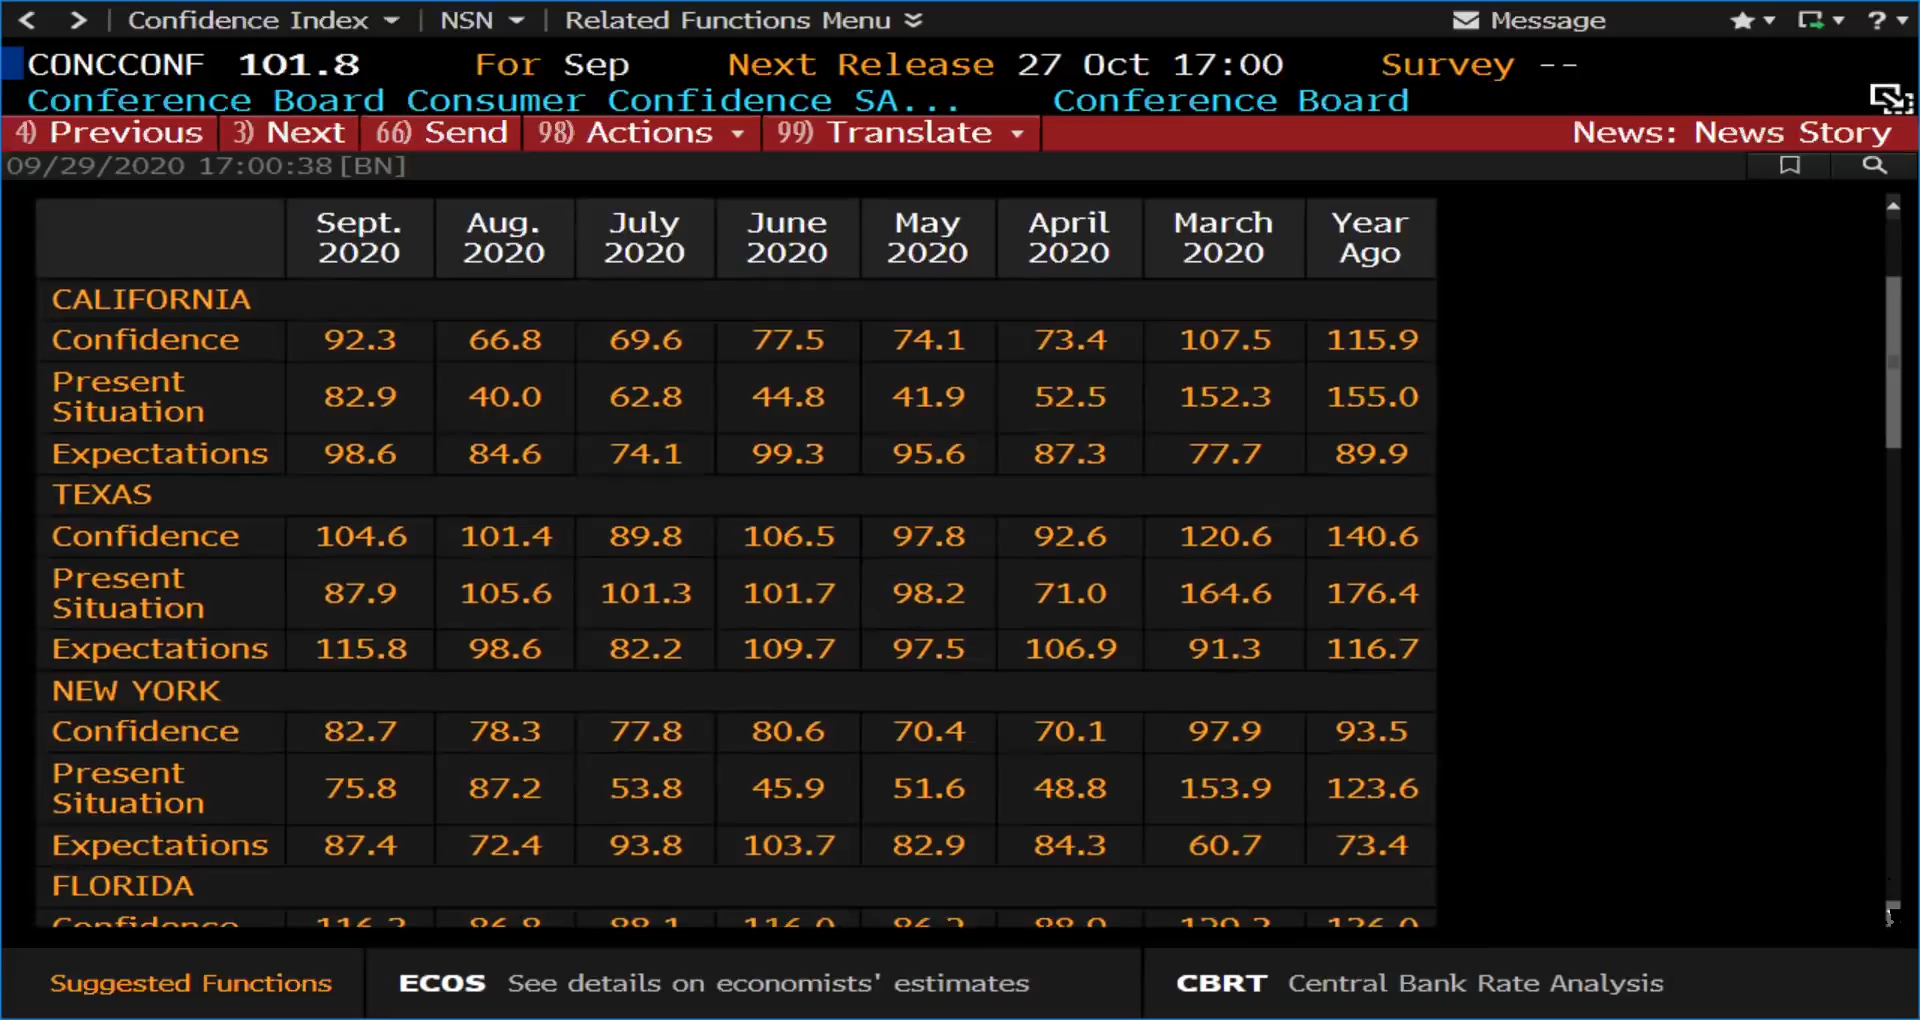 Confidence Index NSN Related Functions Menu Message ?
CONCCONF 101.8 For Sep Next Release 27 Oct 17:00 Survey --
Conference Board Consumer Confidence SA... Conference Board
4) Previous 3) Next 66) Send 98) Actions 99) Translate News: News Story
09/29/2020 17:00:38 [BN]
Sept. 2020 Aug. 2020 July 2020 June 2020 May 2020 April 2020 March 2020 Year Ago
CALIFORNIA
Confidence 92.3 66.8 69.6 77.5 74.1 73.4 107.5 115.9
Present Situation 82.9 40.0 62.8 44.8 41.9 52.5 152.3 155.0
Expectations 98.6 84.6 74.1 99.3 95.6 87.3 77.7 89.9
TEXAS
Confidence 104.6 101.4 89.8 106.5 97.8 92.6 120.6 140.6
Present Situation 87.9 105.6 101.3 101.7 98.2 71.0 164.6 176.4
Expectations 115.8 98.6 82.2 109.7 97.5 106.9 91.3 116.7
NEW YORK
Confidence 82.7 78.3 77.8 80.6 70.4 70.1 97.9 93.5
Present Situation 75.8 87.2 53.8 45.9 51.6 48.8 153.9 123.6
Expectations 87.4 72.4 93.8 103.7 82.9 84.3 60.7 73.4
FLORIDA
Confidence
Suggested Functions ECOS See details on economists' estimates CBRT Central Bank Rate Analysis